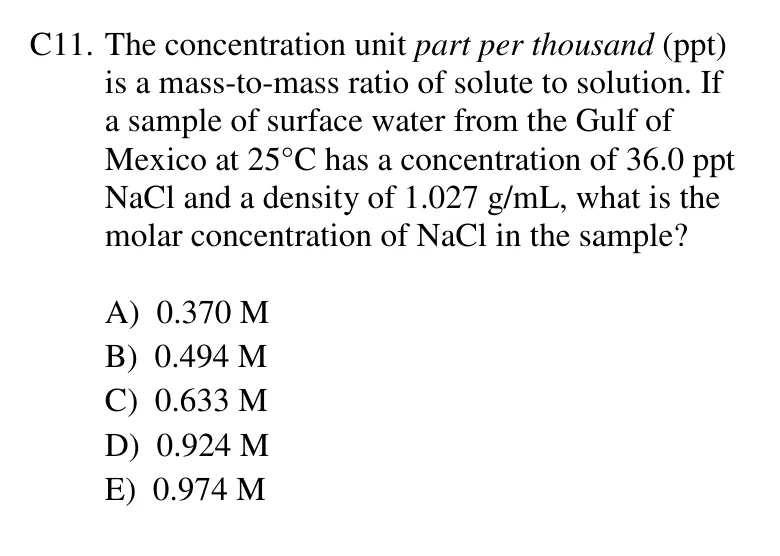 C11. The concentration unit part per thousand (ppt)
is a mass-to-mass ratio of solute to solution. If
a sample of surface water from the Gulf of
Mexico at 25°C has a concentration of 36.0 ppt
NaCl and a density of 1.027 g/mL, what is the
molar concentration of NaCl in the sample?
A) 0.370 M
B) 0.494 M
C) 0.633 M
D) 0.924 M
E) 0.974 M